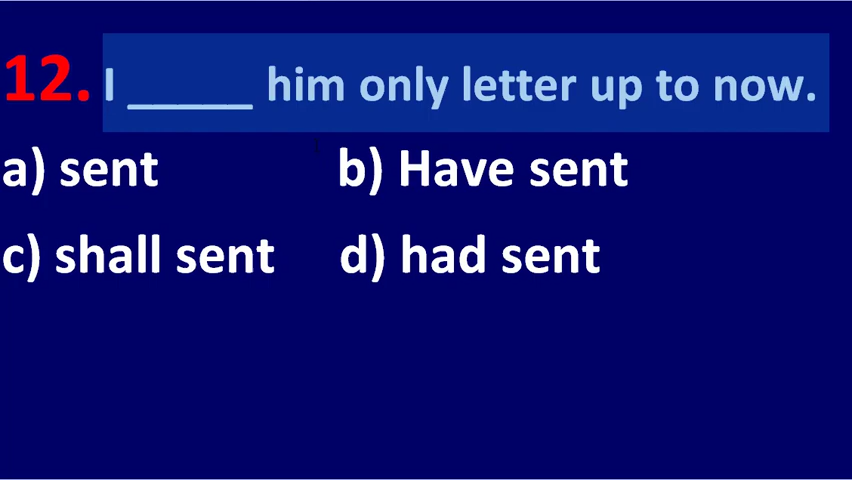 12. I _____ him only letter up to now.
a) sent b) Have sent
c) shall sent d) had sent